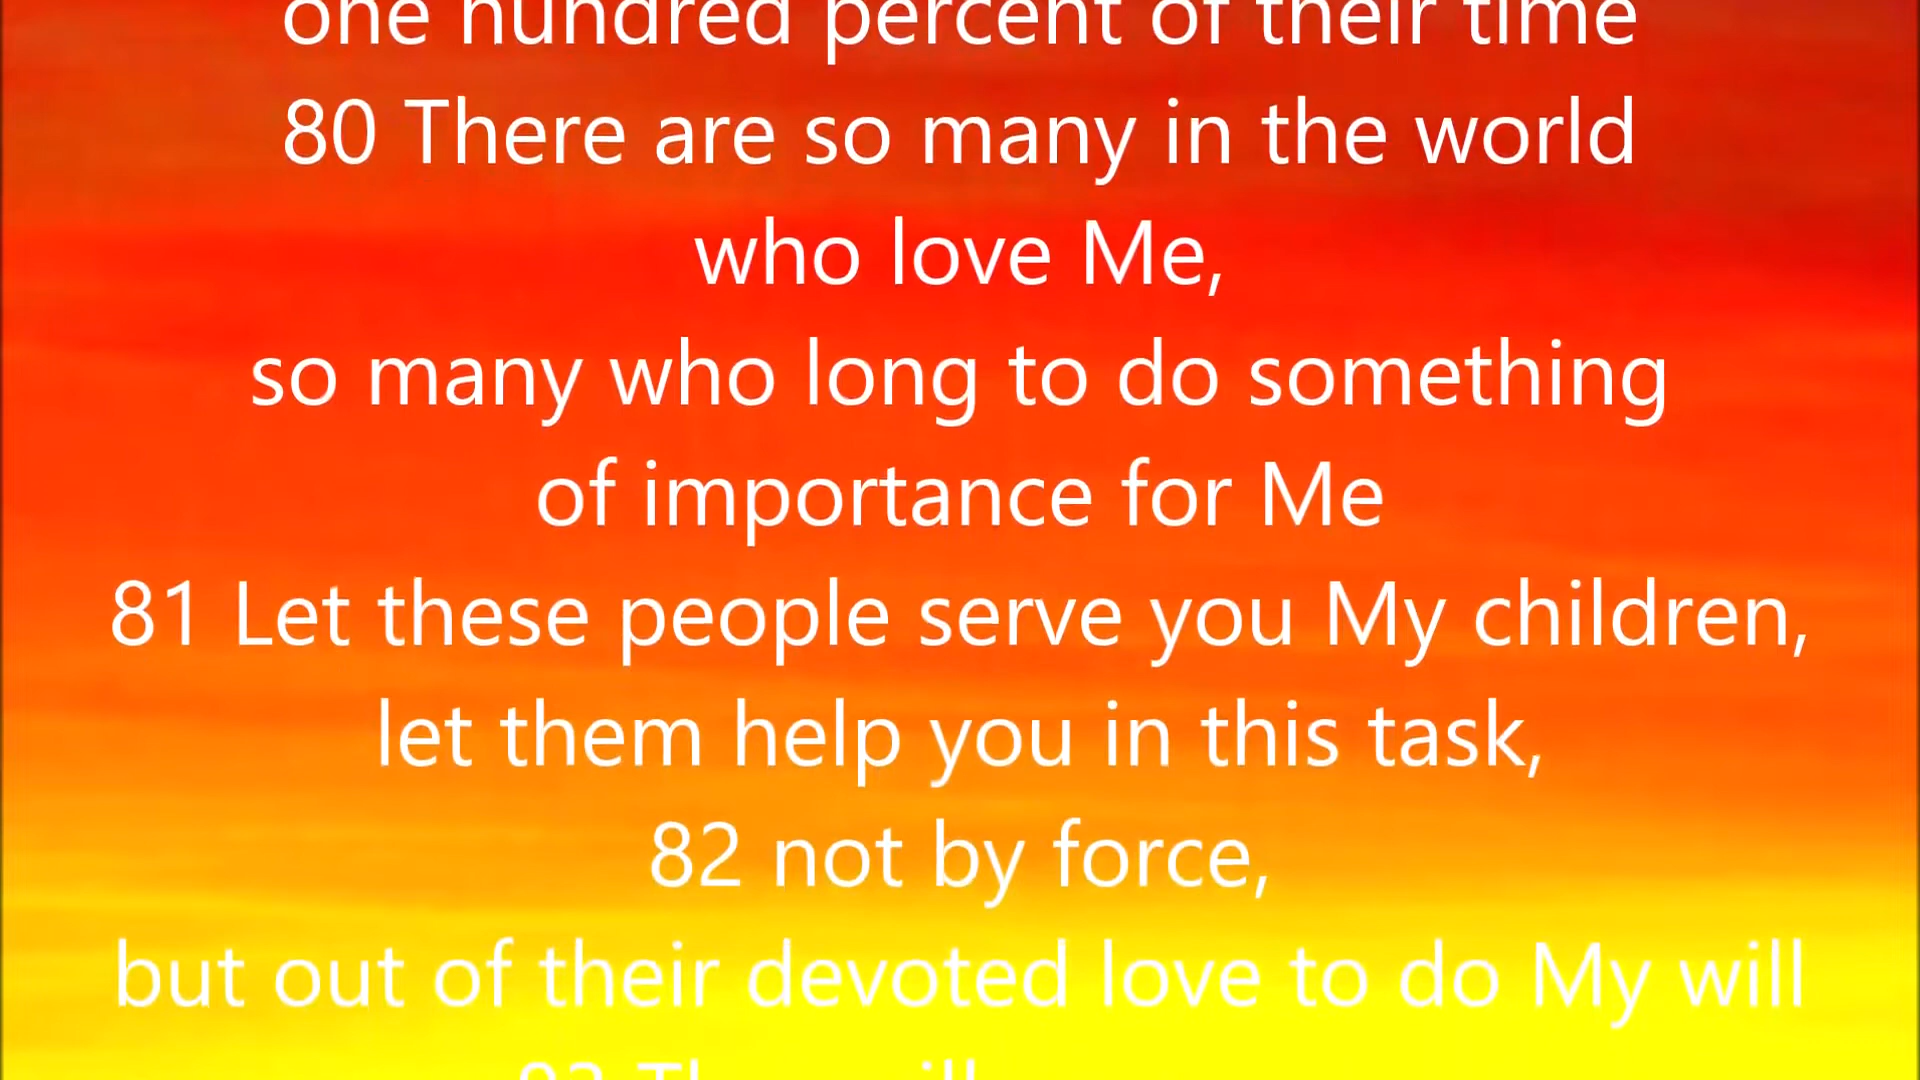 one hundred percent of their time
80 There are so many in the world
who love Me,
so many who long to do something
of importance for Me
81 Let these people serve you My children,
let them help you in this task,
82 not by force,
but out of their devoted love to do My will